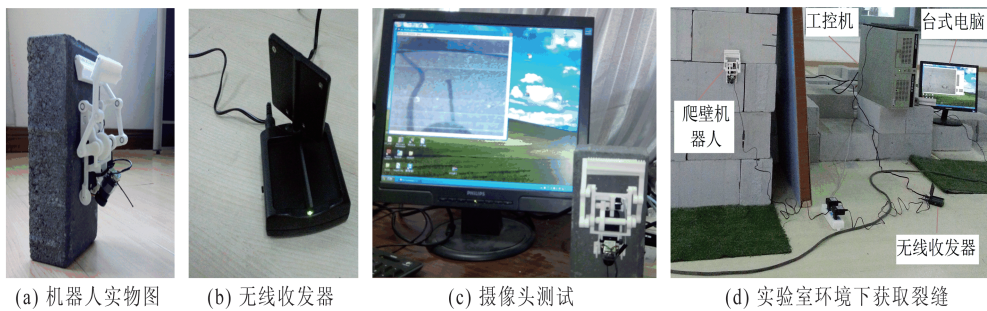 工控机
台式电脑
爬壁机
器人
无线收发器
PHILIPS
(a) 机器人实物图
(b) 无线收发器
(c) 摄像头测试
(d) 实验室环境下获取裂缝